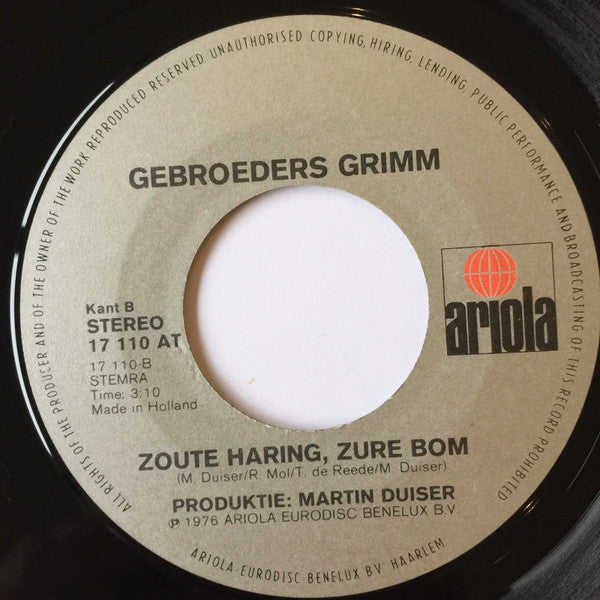 ALL RIGHTS OF THE PRODUCER AND OF THE OWNER OF THE WORK REPRODUCED RESERVED. UNAUTHORISED COPYING, HIRING, LENDING, PUBLIC PERFORMANCE AND BROADCASTING OF THIS RECORD PROHIBITED
GEBROEDERS GRIMM
ariola
Kant B
STEREO
17 110 AT
17 110-B
STEMRA
Time: 3:10
Made in Holland
ZOUTE HARING, ZURE BOM
(M. Duiser/R. Mol/T. de Reede/M. Duiser)
PRODUKTIE: MARTIN DUISER
℗ 1976 ARIOLA EURODISC BENELUX B.V.
ARIOLA-EURODISC-BENELUX BV. HAARLEM